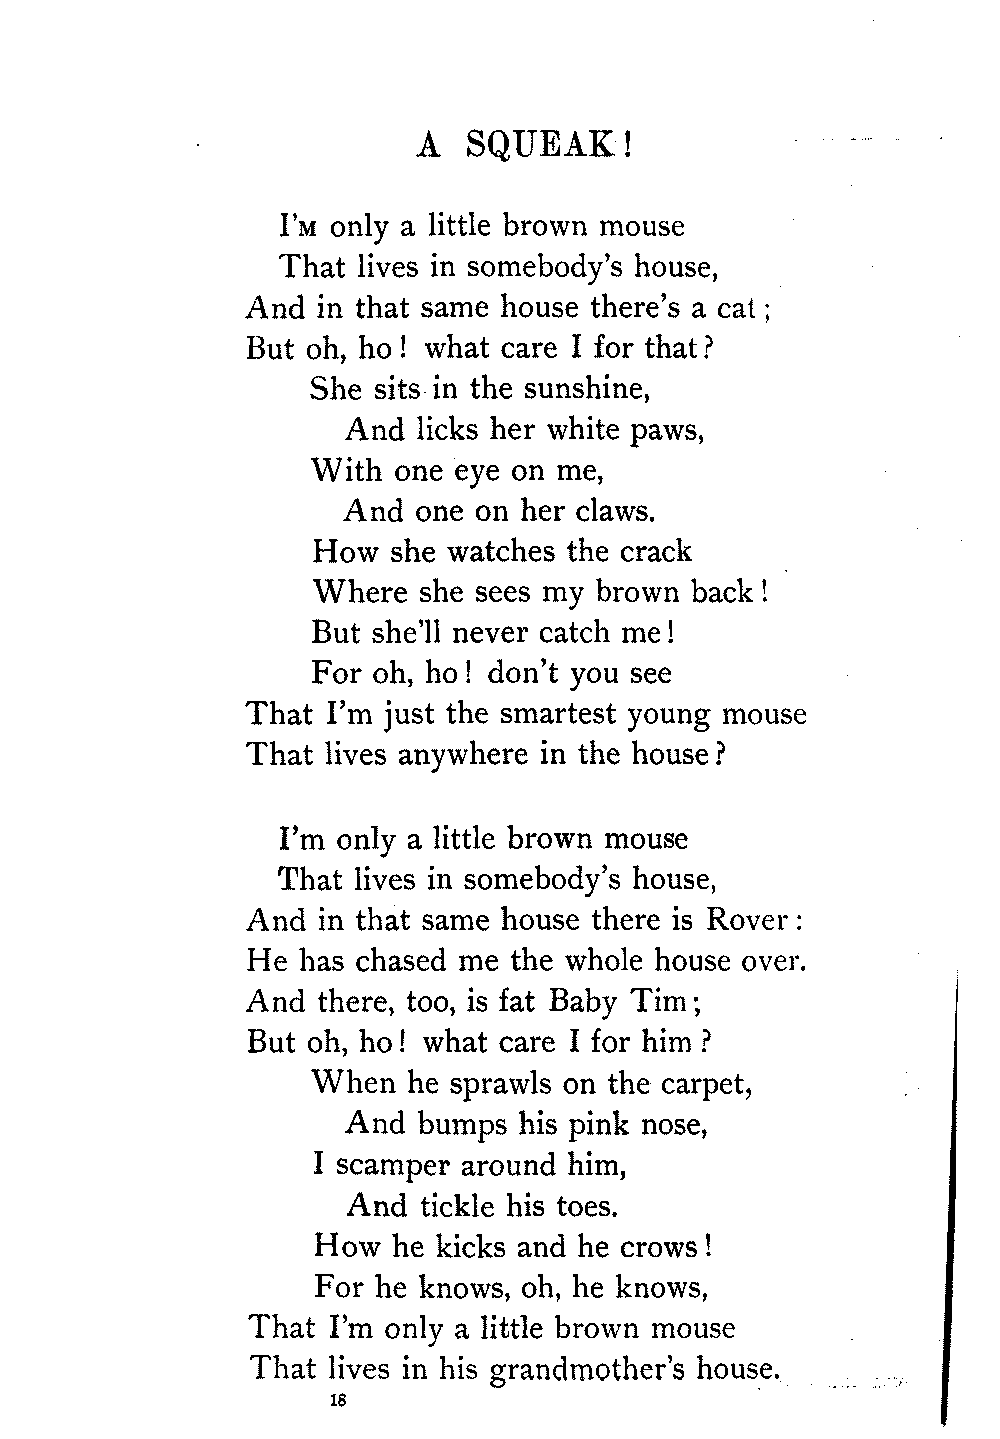 A SQUEAK!
I'M only a little brown mouse
That lives in somebody's house,
And in that same house there's a cat;
But oh, ho! what care I for that?
She sits in the sunshine,
And licks her white paws,
With one eye on me,
And one on her claws.
How she watches the crack
Where she sees my brown back!
But she'll never catch me!
For oh, ho! don't you see
That I'm just the smartest young mouse
That lives anywhere in the house?
I'm only a little brown mouse
That lives in somebody's house,
And in that same house there is Rover:
He has chased me the whole house over.
And there, too, is fat Baby Tim;
But oh, ho! what care I for him?
When he sprawls on the carpet,
And bumps his pink nose,
I scamper around him,
And tickle his toes.
How he kicks and he crows!
For he knows, oh, he knows,
That I'm only a little brown mouse
That lives in his grandmother's house.
18